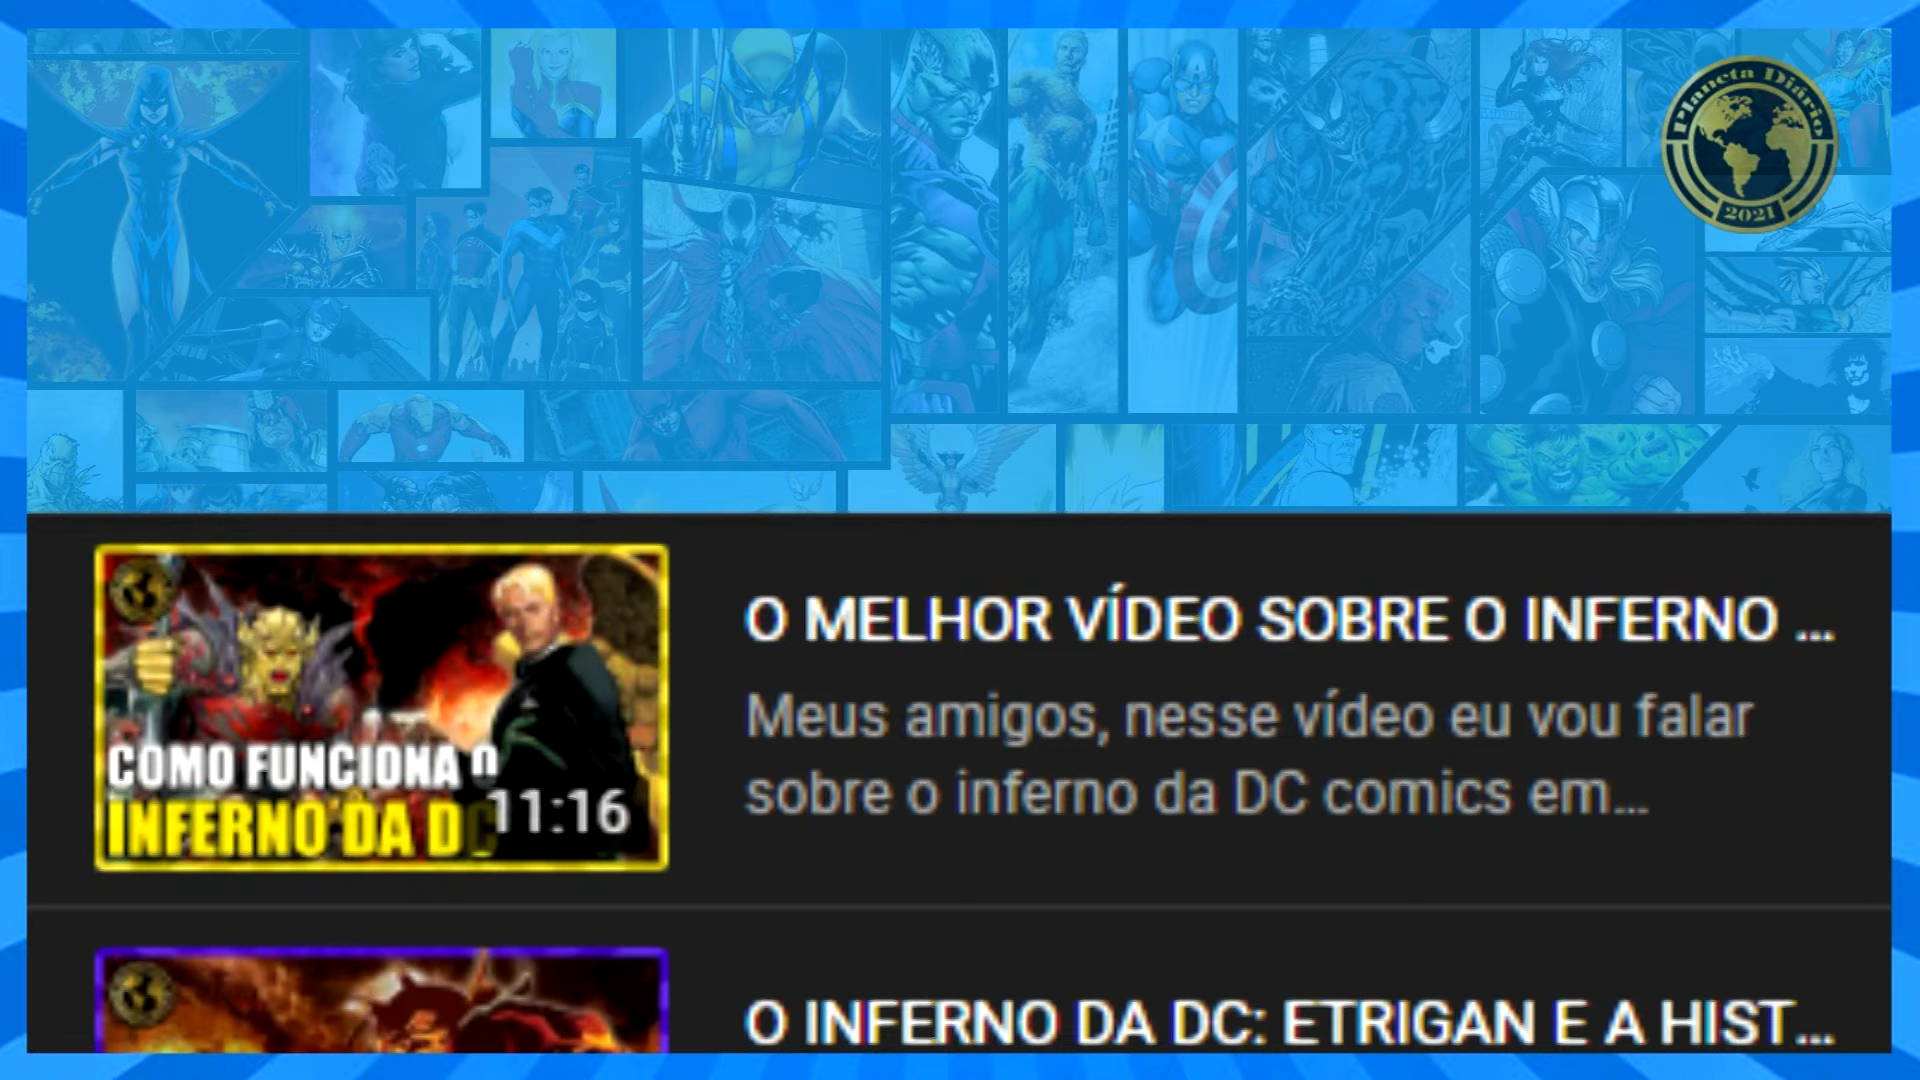 Planeta Diário
2021
O MELHOR VÍDEO SOBRE O INFERNO ...
Meus amigos, nesse vídeo eu vou falar
sobre o inferno da DC comics em...
COMO FUNCIONA O
INFERNO DA DC
11:16
O INFERNO DA DC: ETRIGAN E A HIST...